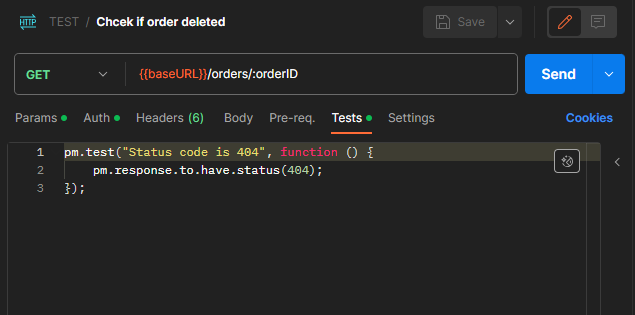 HTTP TEST / Chcek if order deleted Save
GET {{baseURL}}/orders/:orderID Send
Params Auth Headers (6) Body Pre-req. Tests Settings Cookies
1 pm.test("Status code is 404", function () {
2 pm.response.to.have.status(404);
3 });